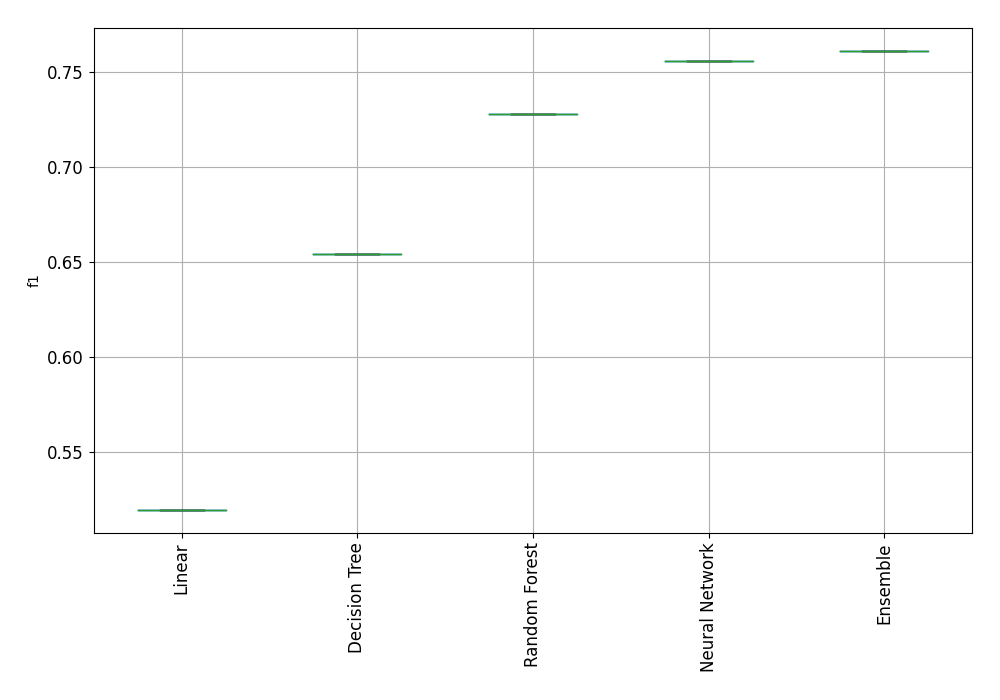 0.75
0.70
0.65
0.60
0.55
f1
Linear
Decision Tree
Random Forest
Neural Network
Ensemble